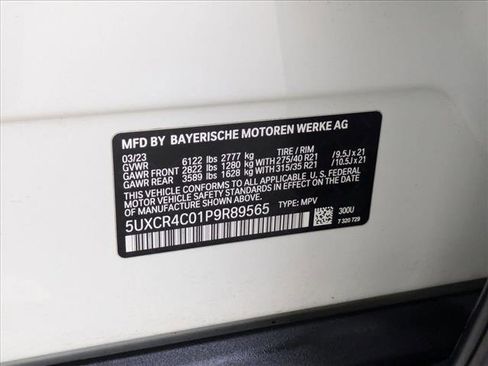 MFD BY BAYERISCHE MOTOREN WERKE AG
03/23 TIRE / RIM
GVWR 6122 lbs 2777 kg
GAWR FRONT 2822 lbs 1280 kg WITH 275/40 R21 /9.5J x 21
GAWR REAR 3589 lbs 1628 kg WITH 315/35 R21 /10.5J x 21
THIS VEHICLE CONFORMS TO ALL APPLICABLE U.S. FEDERAL
MOTOR VEHICLE SAFETY STANDARDS IN EFFECT ON THE
DATE OF MANUFACTURE SHOWN ABOVE.
5UXCR4C01P9R89565 TYPE: MPV 300U
7 320 729